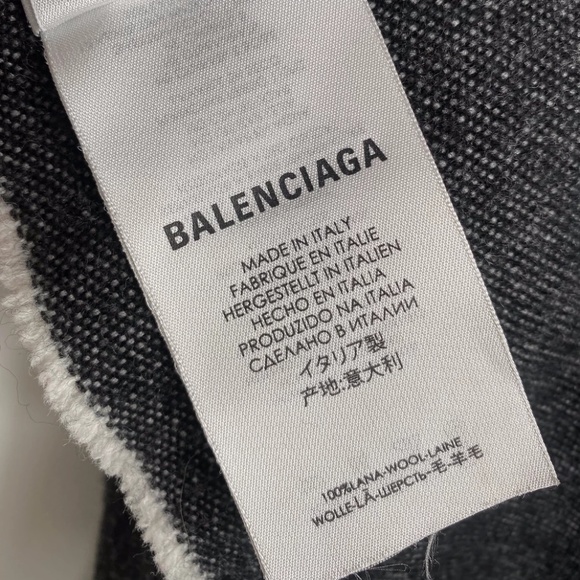 BALENCIAGA
MADE IN ITALY
FABRIQUE EN ITALIE
HERGESTELLT IN ITALIEN
HECHO EN ITALIA
PRODUZIDO NA ITALIA
СДЕЛАНО В ИТАЛИИ
イタリア製
产地:意大利
100%LANA-WOOL-LAINE
WOLLE-LÃ-ШЕРСТЬ-毛-羊毛